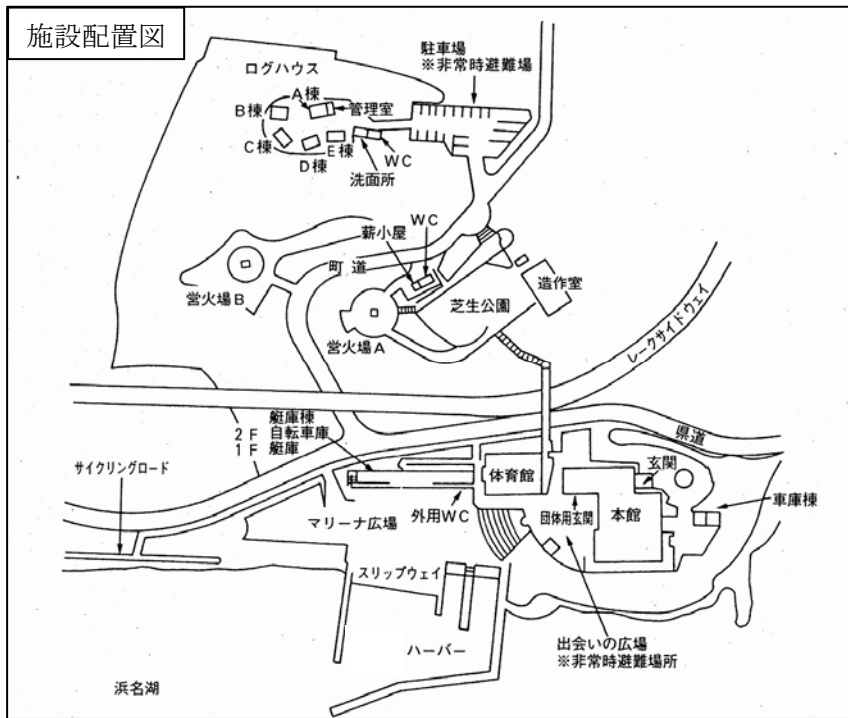 施設配置図
駐車場
※非常時避難場
ログハウス
A棟
管理室
B棟
C棟
D棟
E棟
WC
洗面所
WC
薪小屋
町道
造作室
営火場B
芝生公園
営火場A
レークサイドウェイ
艇庫棟
2F 自転車庫
1F 艇庫
県道
サイクリングロード
体育館
玄関
車庫棟
マリーナ広場
外用WC
団体用玄関
本館
スリップウェイ
ハーバー
出会いの広場
※非常時避難場所
浜名湖